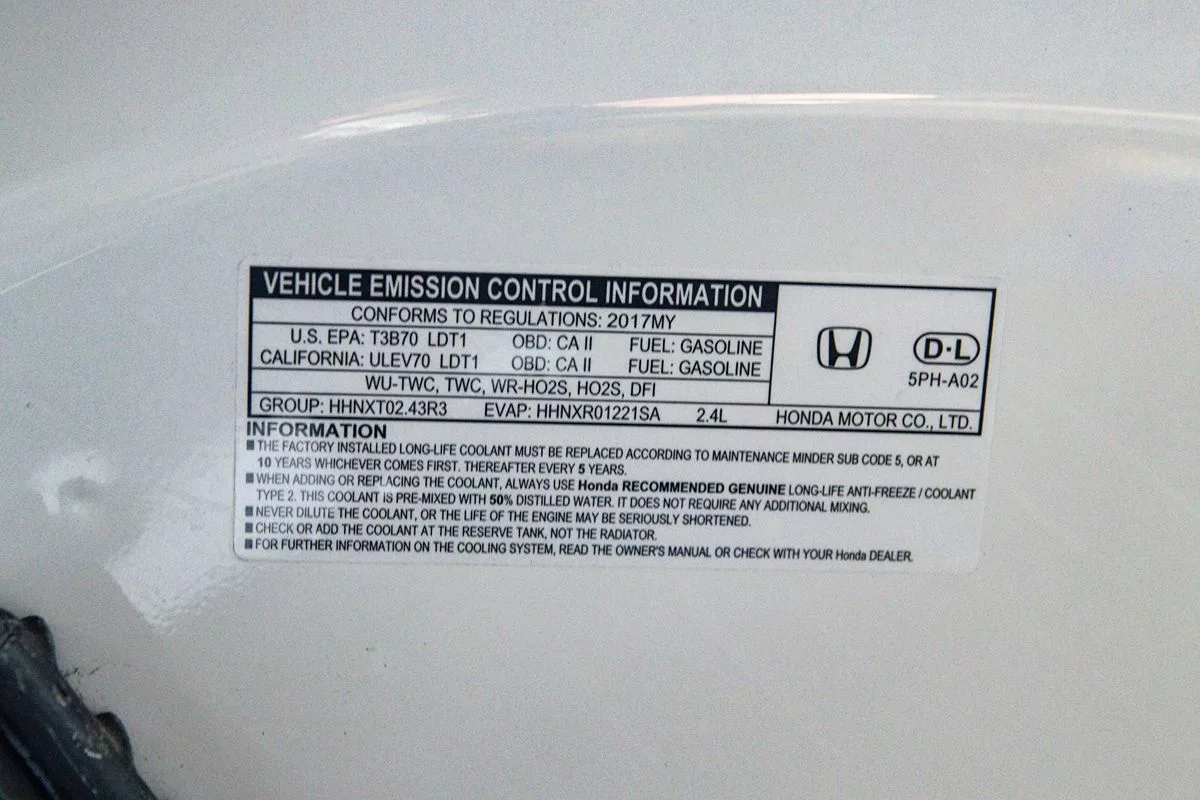 VEHICLE EMISSION CONTROL INFORMATION
CONFORMS TO REGULATIONS: 2017MY
U.S. EPA: T3B70 LDT1 OBD: CA II FUEL: GASOLINE
CALIFORNIA: ULEV70 LDT1 OBD: CA II FUEL: GASOLINE
WU-TWC, TWC, WR-HO2S, HO2S, DFI
GROUP: HHNXT02.43R3 EVAP: HHNXR01221SA 2.4L HONDA MOTOR CO., LTD.
D·L
5PH-A02
INFORMATION
■ THE FACTORY INSTALLED LONG-LIFE COOLANT MUST BE REPLACED ACCORDING TO MAINTENANCE MINDER SUB CODE 5, OR AT
10 YEARS WHICHEVER COMES FIRST. THEREAFTER EVERY 5 YEARS.
■ WHEN ADDING OR REPLACING THE COOLANT, ALWAYS USE Honda RECOMMENDED GENUINE LONG-LIFE ANTI-FREEZE / COOLANT
TYPE 2. THIS COOLANT IS PRE-MIXED WITH 50% DISTILLED WATER. IT DOES NOT REQUIRE ANY ADDITIONAL MIXING.
■ NEVER DILUTE THE COOLANT, OR THE LIFE OF THE ENGINE MAY BE SERIOUSLY SHORTENED.
■ CHECK OR ADD THE COOLANT AT THE RESERVE TANK, NOT THE RADIATOR.
■ FOR FURTHER INFORMATION ON THE COOLING SYSTEM, READ THE OWNER'S MANUAL OR CHECK WITH YOUR Honda DEALER.